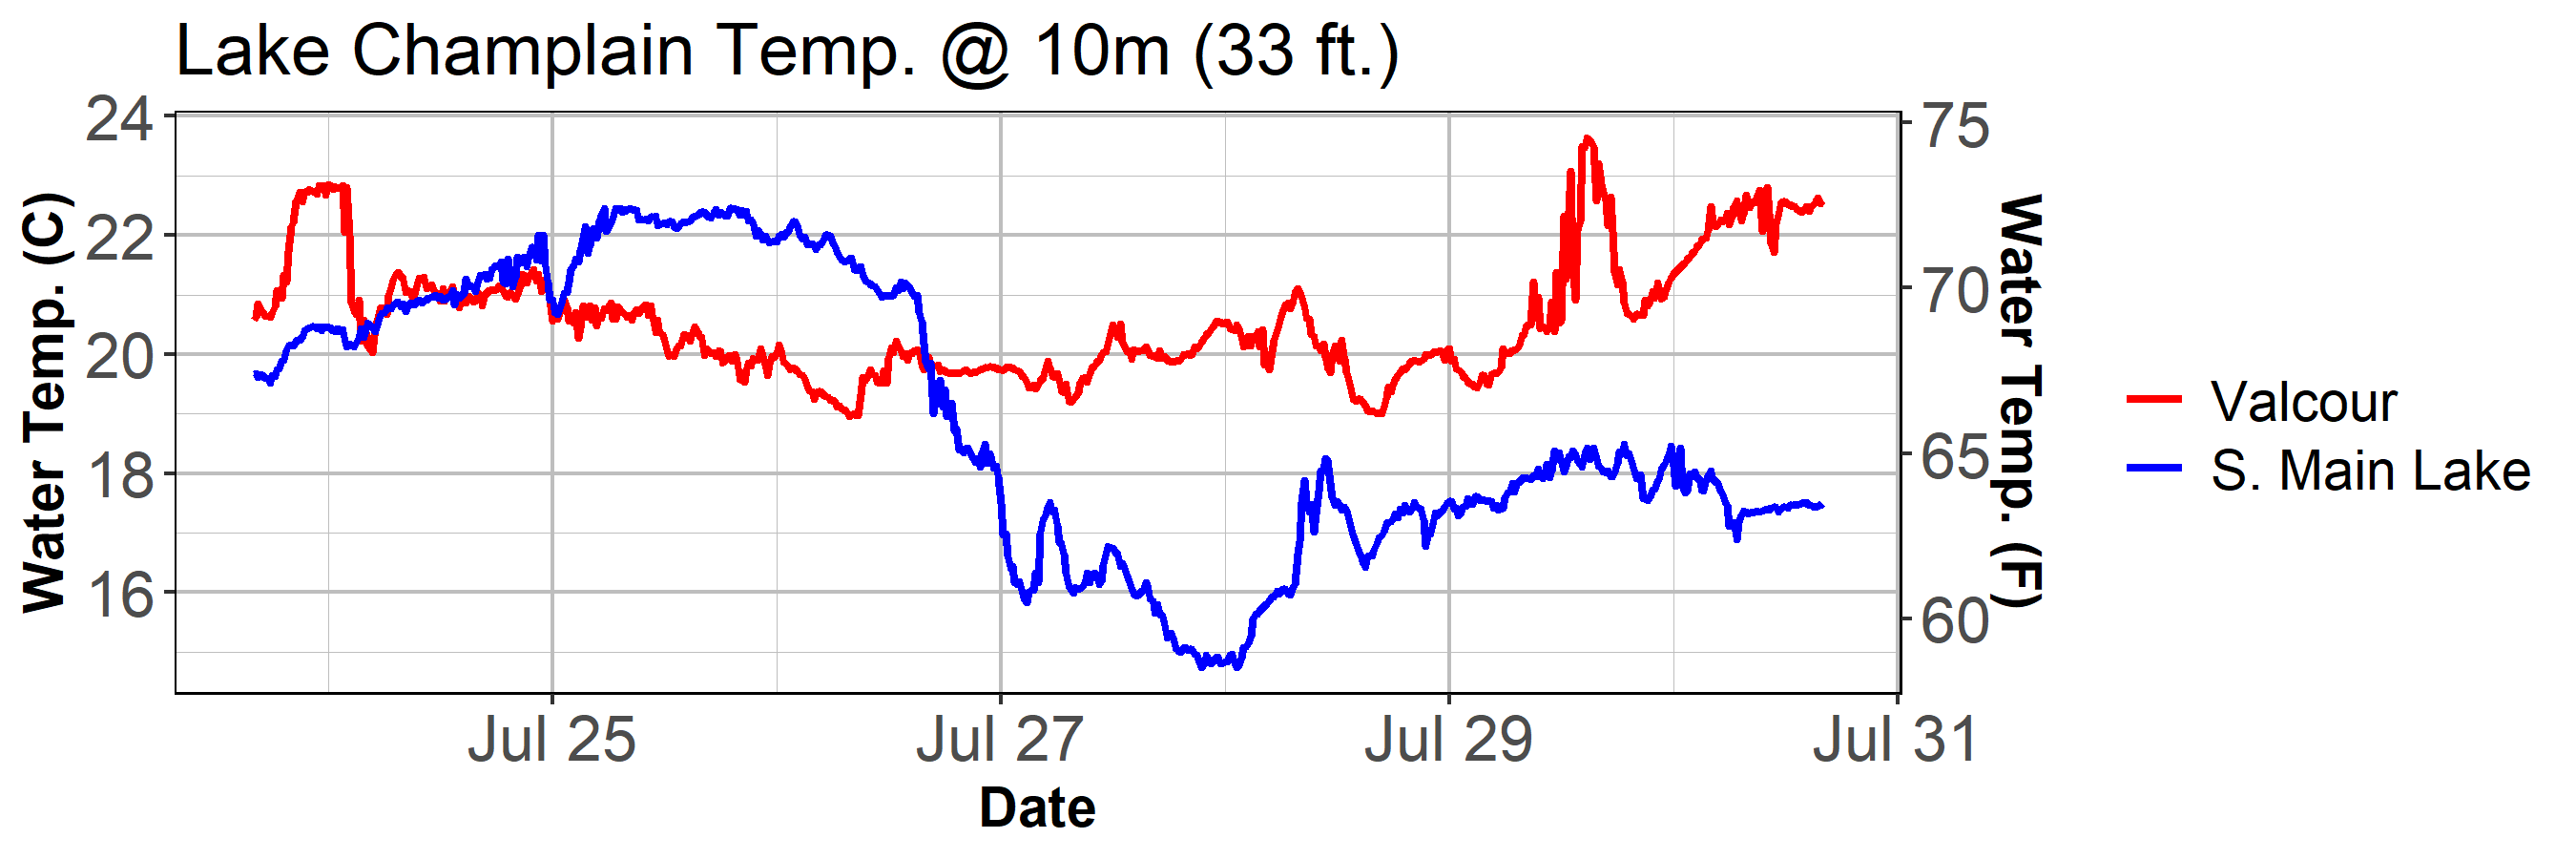 Lake Champlain Temp. @ 10m (33 ft.)
Water Temp. (C)
24
22
20
18
16
75
70
65
60
Water Temp. (F)
Jul 25
Jul 27
Jul 29
Jul 31
Date
Valcour
S. Main Lake